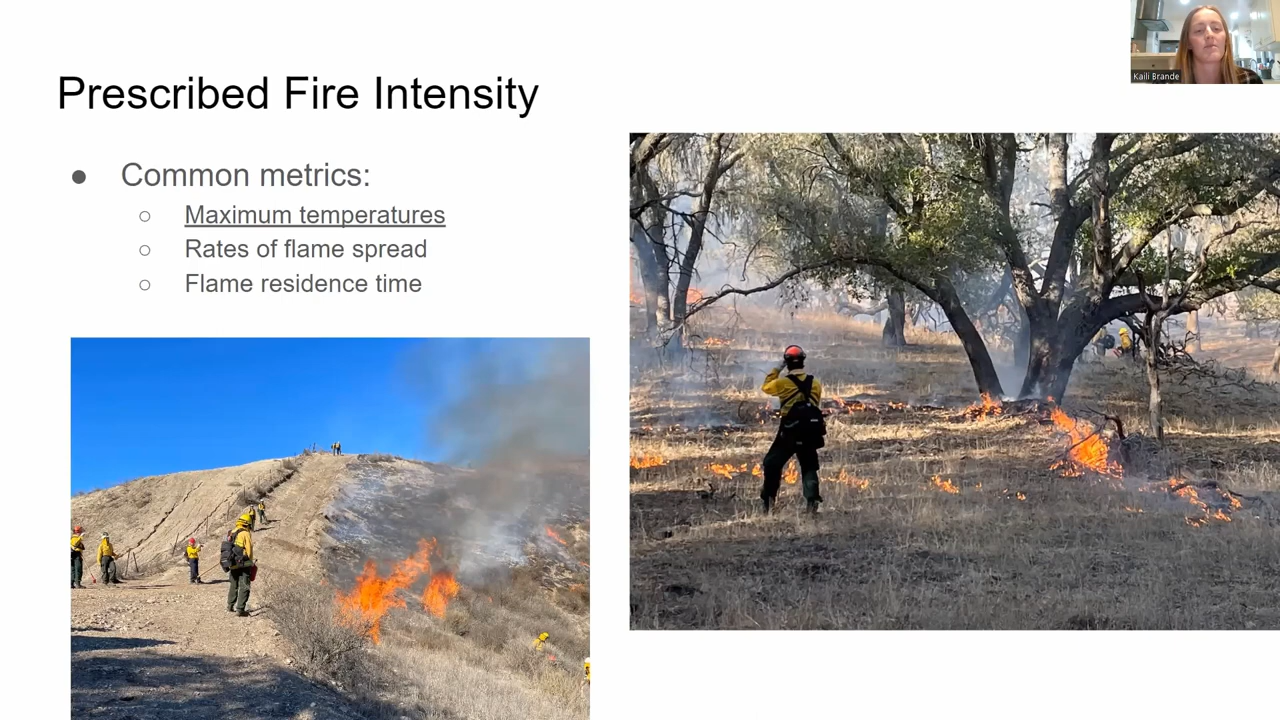 Kaili Brande
Prescribed Fire Intensity
● Common metrics:
○ Maximum temperatures
○ Rates of flame spread
○ Flame residence time